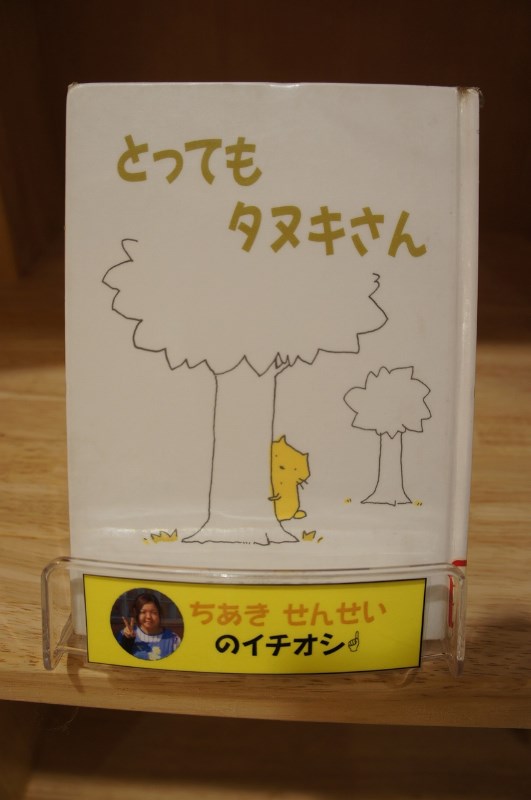 とっても
タヌキさん
ちあき せんせい
のイチオシ☝